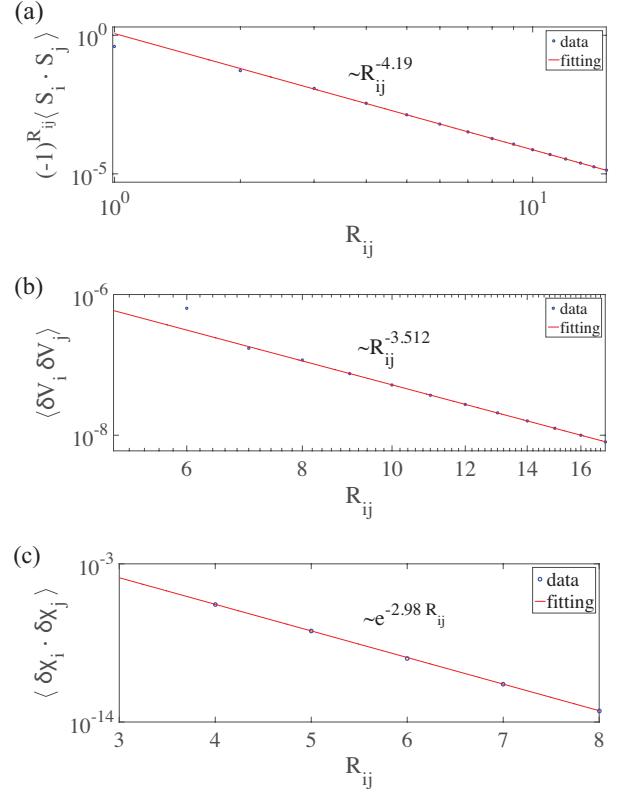 (a)
10^0
~R_ij^-4.19
data
fitting
(-1)^R_ij ⟨ S_i · S_j ⟩
10^-5
10^0
10^1
R_ij
(b)
10^-6
~R_ij^-3.512
data
fitting
⟨δV_i δV_j⟩
10^-8
6
8
10
12
14
16
R_ij
(c)
10^-3
~e^-2.98 R_ij
data
fitting
⟨ δχ_i · δχ_j ⟩
10^-14
3
4
5
6
7
8
R_ij